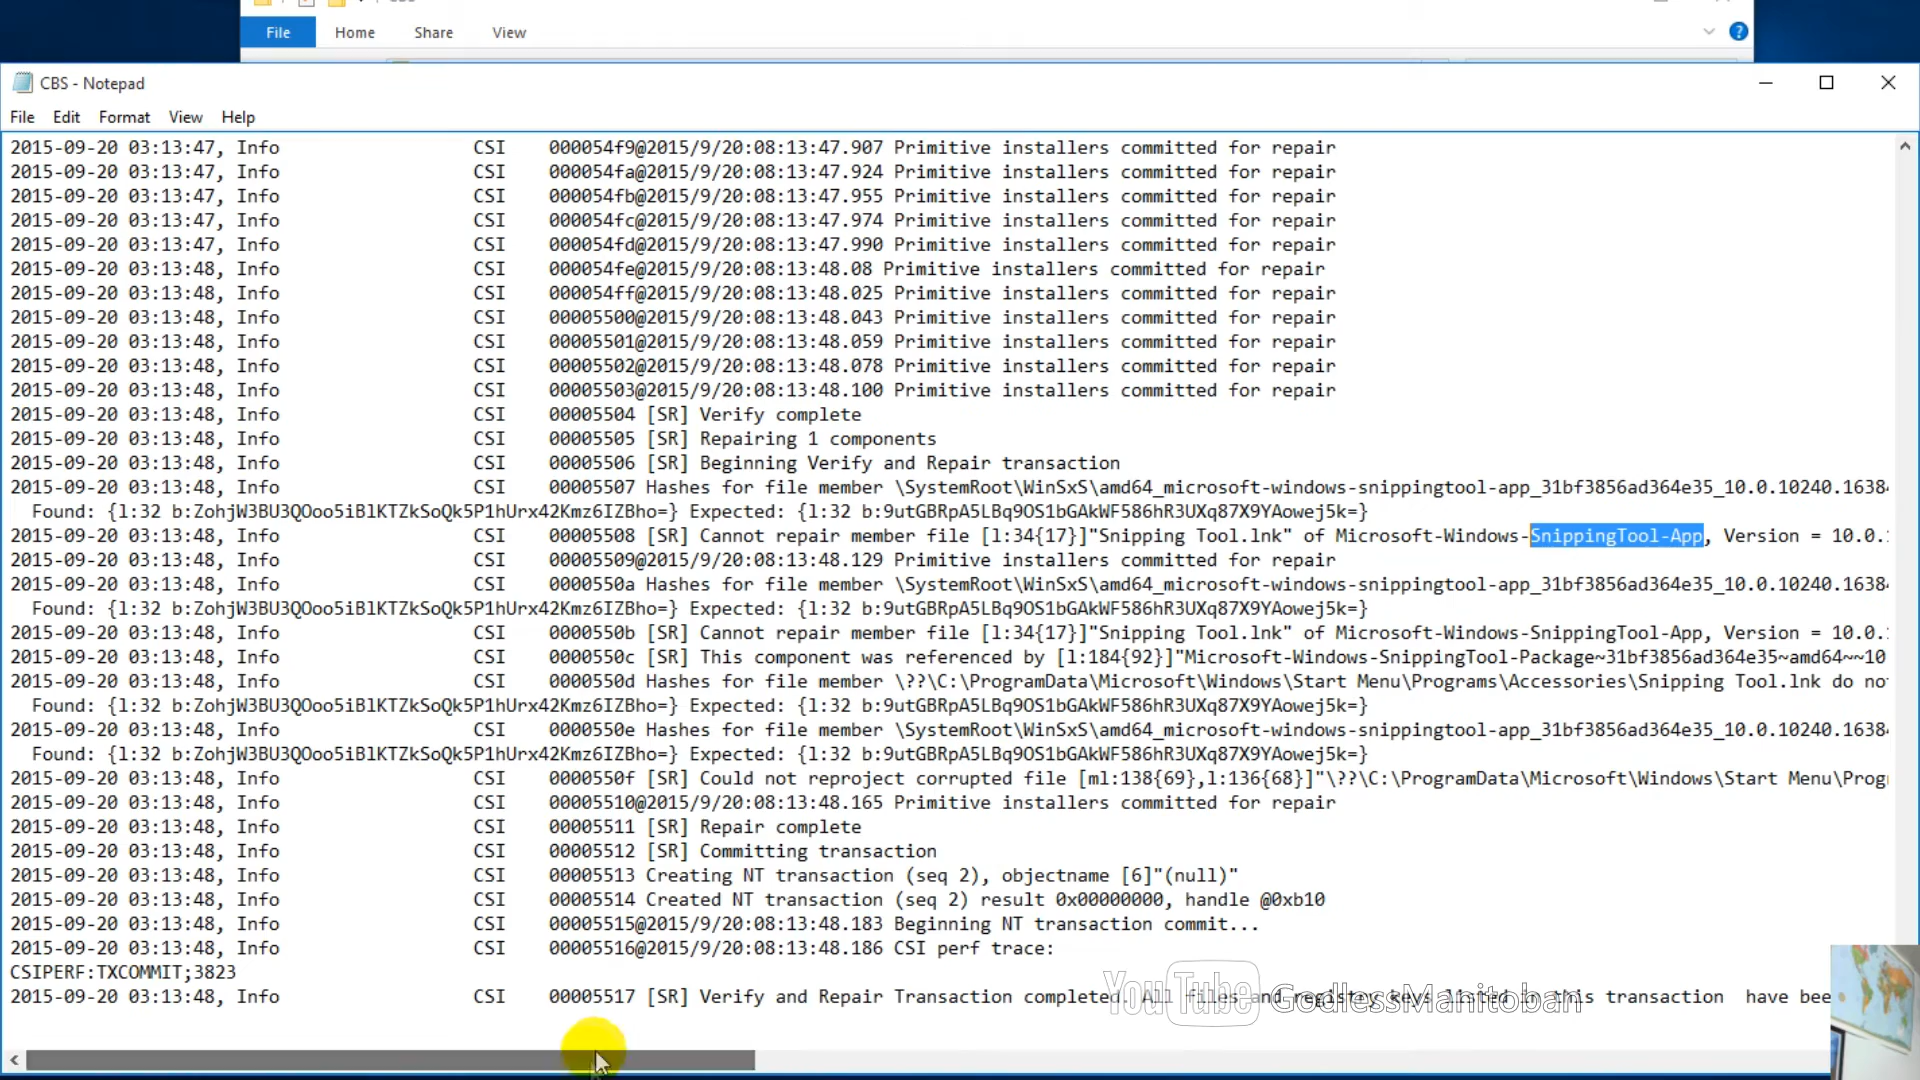 File Home Share View
CBS - Notepad
File Edit Format View Help
2015-09-20 03:13:47, Info CSI 000054f9@2015/9/20:08:13:47.907 Primitive installers committed for repair
2015-09-20 03:13:47, Info CSI 000054fa@2015/9/20:08:13:47.924 Primitive installers committed for repair
2015-09-20 03:13:47, Info CSI 000054fb@2015/9/20:08:13:47.955 Primitive installers committed for repair
2015-09-20 03:13:47, Info CSI 000054fc@2015/9/20:08:13:47.974 Primitive installers committed for repair
2015-09-20 03:13:47, Info CSI 000054fd@2015/9/20:08:13:47.990 Primitive installers committed for repair
2015-09-20 03:13:48, Info CSI 000054fe@2015/9/20:08:13:48.08 Primitive installers committed for repair
2015-09-20 03:13:48, Info CSI 000054ff@2015/9/20:08:13:48.025 Primitive installers committed for repair
2015-09-20 03:13:48, Info CSI 00005500@2015/9/20:08:13:48.043 Primitive installers committed for repair
2015-09-20 03:13:48, Info CSI 00005501@2015/9/20:08:13:48.059 Primitive installers committed for repair
2015-09-20 03:13:48, Info CSI 00005502@2015/9/20:08:13:48.078 Primitive installers committed for repair
2015-09-20 03:13:48, Info CSI 00005503@2015/9/20:08:13:48.100 Primitive installers committed for repair
2015-09-20 03:13:48, Info CSI 00005504 [SR] Verify complete
2015-09-20 03:13:48, Info CSI 00005505 [SR] Repairing 1 components
2015-09-20 03:13:48, Info CSI 00005506 [SR] Beginning Verify and Repair transaction
2015-09-20 03:13:48, Info CSI 00005507 Hashes for file member \SystemRoot\WinSxS\amd64_microsoft-windows-snippingtool-app_31bf3856ad364e35_10.0.10240.16384
Found: {l:32 b:ZohjW3BU3QOoo5iBlKTZkSoQk5P1hUrx42Kmz6IZBho=} Expected: {l:32 b:9utGBRpA5LBq9OS1bGAkWF586hR3UXq87X9YAowej5k=}
2015-09-20 03:13:48, Info CSI 00005508 [SR] Cannot repair member file [l:34{17}]"Snipping Tool.lnk" of Microsoft-Windows-SnippingTool-App, Version = 10.0.
2015-09-20 03:13:48, Info CSI 00005509@2015/9/20:08:13:48.129 Primitive installers committed for repair
2015-09-20 03:13:48, Info CSI 0000550a Hashes for file member \SystemRoot\WinSxS\amd64_microsoft-windows-snippingtool-app_31bf3856ad364e35_10.0.10240.16384
Found: {l:32 b:ZohjW3BU3QOoo5iBlKTZkSoQk5P1hUrx42Kmz6IZBho=} Expected: {l:32 b:9utGBRpA5LBq9OS1bGAkWF586hR3UXq87X9YAowej5k=}
2015-09-20 03:13:48, Info CSI 0000550b [SR] Cannot repair member file [l:34{17}]"Snipping Tool.lnk" of Microsoft-Windows-SnippingTool-App, Version = 10.0.
2015-09-20 03:13:48, Info CSI 0000550c [SR] This component was referenced by [l:184{92}]"Microsoft-Windows-SnippingTool-Package~31bf3856ad364e35~amd64~~10
2015-09-20 03:13:48, Info CSI 0000550d Hashes for file member \??\C:\ProgramData\Microsoft\Windows\Start Menu\Programs\Accessories\Snipping Tool.lnk do no
Found: {l:32 b:ZohjW3BU3QOoo5iBlKTZkSoQk5P1hUrx42Kmz6IZBho=} Expected: {l:32 b:9utGBRpA5LBq9OS1bGAkWF586hR3UXq87X9YAowej5k=}
2015-09-20 03:13:48, Info CSI 0000550e Hashes for file member \SystemRoot\WinSxS\amd64_microsoft-windows-snippingtool-app_31bf3856ad364e35_10.0.10240.16384
Found: {l:32 b:ZohjW3BU3QOoo5iBlKTZkSoQk5P1hUrx42Kmz6IZBho=} Expected: {l:32 b:9utGBRpA5LBq9OS1bGAkWF586hR3UXq87X9YAowej5k=}
2015-09-20 03:13:48, Info CSI 0000550f [SR] Could not reproject corrupted file [ml:138{69},l:136{68}]"\??\C:\ProgramData\Microsoft\Windows\Start Menu\Prog
2015-09-20 03:13:48, Info CSI 00005510@2015/9/20:08:13:48.165 Primitive installers committed for repair
2015-09-20 03:13:48, Info CSI 00005511 [SR] Repair complete
2015-09-20 03:13:48, Info CSI 00005512 [SR] Committing transaction
2015-09-20 03:13:48, Info CSI 00005513 Creating NT transaction (seq 2), objectname [6]"(null)"
2015-09-20 03:13:48, Info CSI 00005514 Created NT transaction (seq 2) result 0x00000000, handle @0xb10
2015-09-20 03:13:48, Info CSI 00005515@2015/9/20:08:13:48.183 Beginning NT transaction commit...
2015-09-20 03:13:48, Info CSI 00005516@2015/9/20:08:13:48.186 CSI perf trace:
CSIPERF:TXCOMMIT;3823
2015-09-20 03:13:48, Info CSI 00005517 [SR] Verify and Repair Transaction completed. All files and registry keys listed in this transaction have bee
YouTube GodlessManitoban